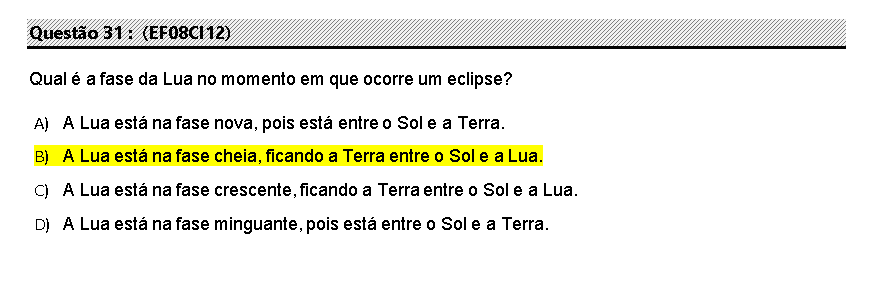 Questão 31 : (EF08CI12)
Qual é a fase da Lua no momento em que ocorre um eclipse?
A) A Lua está na fase nova, pois está entre o Sol e a Terra.
B) A Lua está na fase cheia, ficando a Terra entre o Sol e a Lua.
C) A Lua está na fase crescente, ficando a Terra entre o Sol e a Lua.
D) A Lua está na fase minguante, pois está entre o Sol e a Terra.